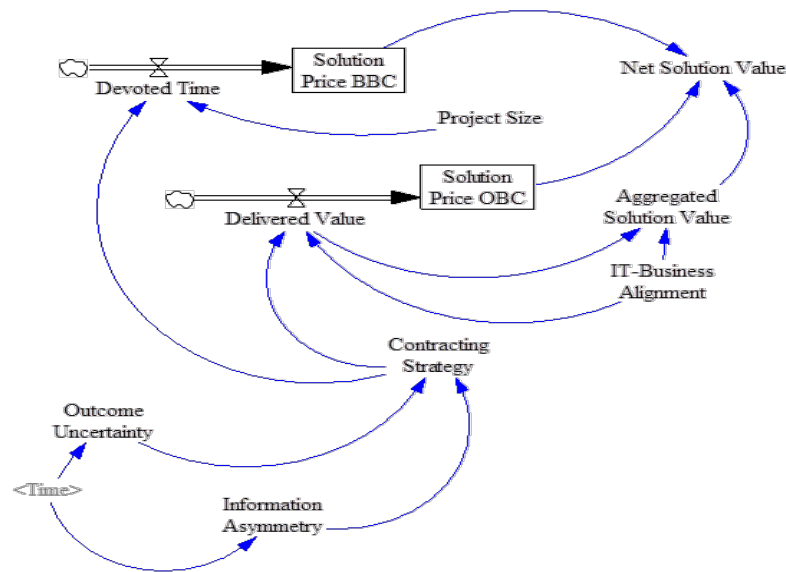 Solution
Price BBC
Net Solution Value
Devoted Time
Project Size
Solution
Price OBC
Aggregated
Solution Value
Delivered Value
IT-Business
Alignment
Contracting
Strategy
Outcome
Uncertainty
<Time>
Information
Asymmetry